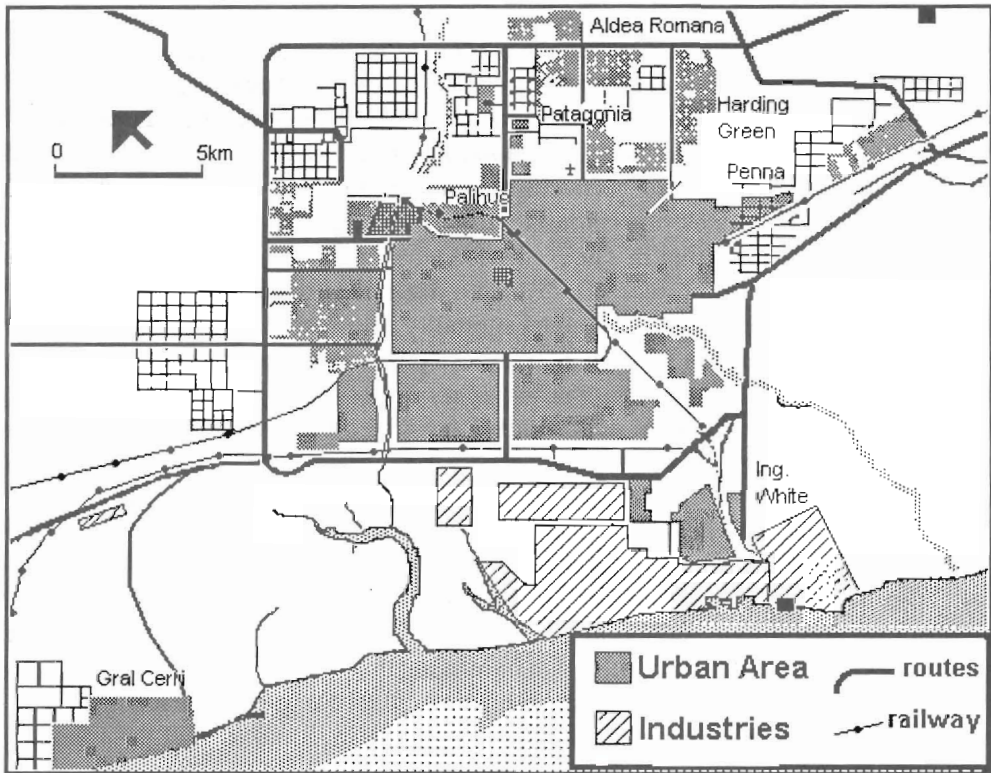 Aldea Romana
Patagonia
Harding
Green
0 5km
Penna
Palihue
Ing.
White
Gral Cerri
Urban Area
routes
Industries
railway